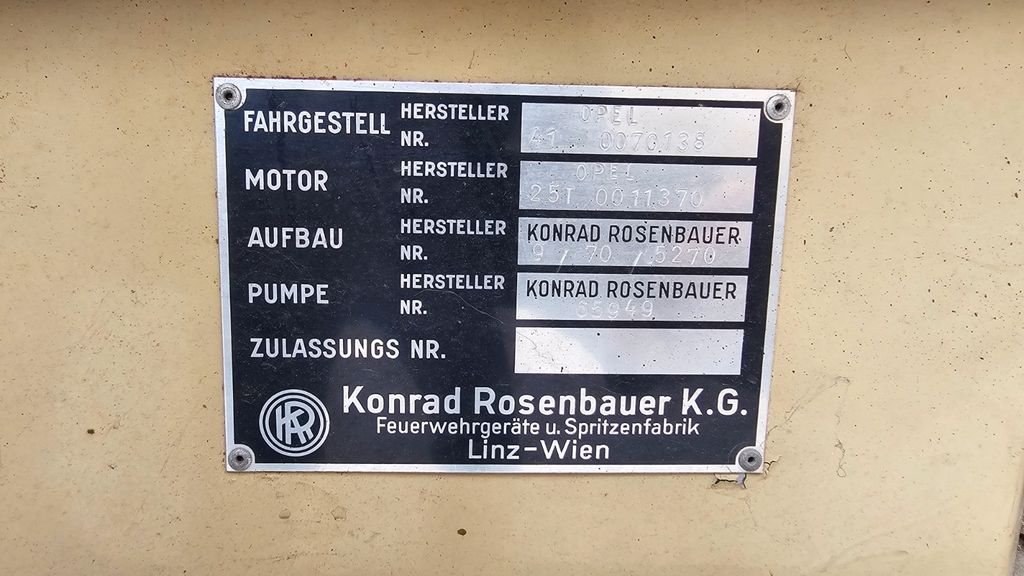 FAHRGESTELL HERSTELLER OPEL
NR. 41 0070138
MOTOR HERSTELLER OPEL
NR. 25T 0011370
AUFBAU HERSTELLER KONRAD ROSENBAUER
NR. 9 / 70 / 5270
PUMPE HERSTELLER KONRAD ROSENBAUER
NR. 65949
ZULASSUNGS NR.
KR
Konrad Rosenbauer K.G.
Feuerwehrgeräte u. Spritzenfabrik
Linz-Wien